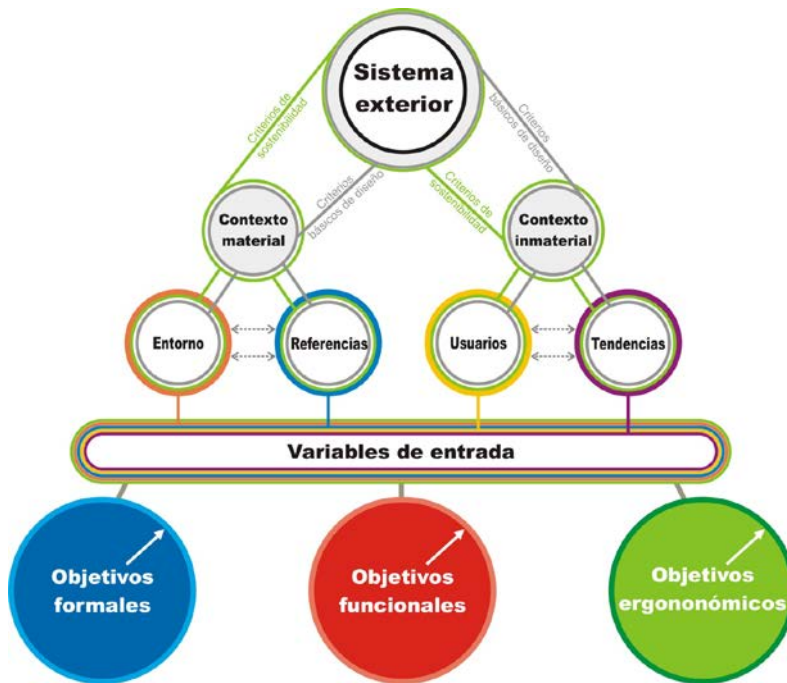 Sistema
exterior
Criterios de
sostenibilidad
Criterios
básicos de diseño
Criterios de
sostenibilidad
Criterios
básicos de diseño
Contexto
material
Contexto
inmaterial
Entorno
Referencias
Usuarios
Tendencias
Variables de entrada
Objetivos
formales
Objetivos
funcionales
Objetivos
ergononómicos